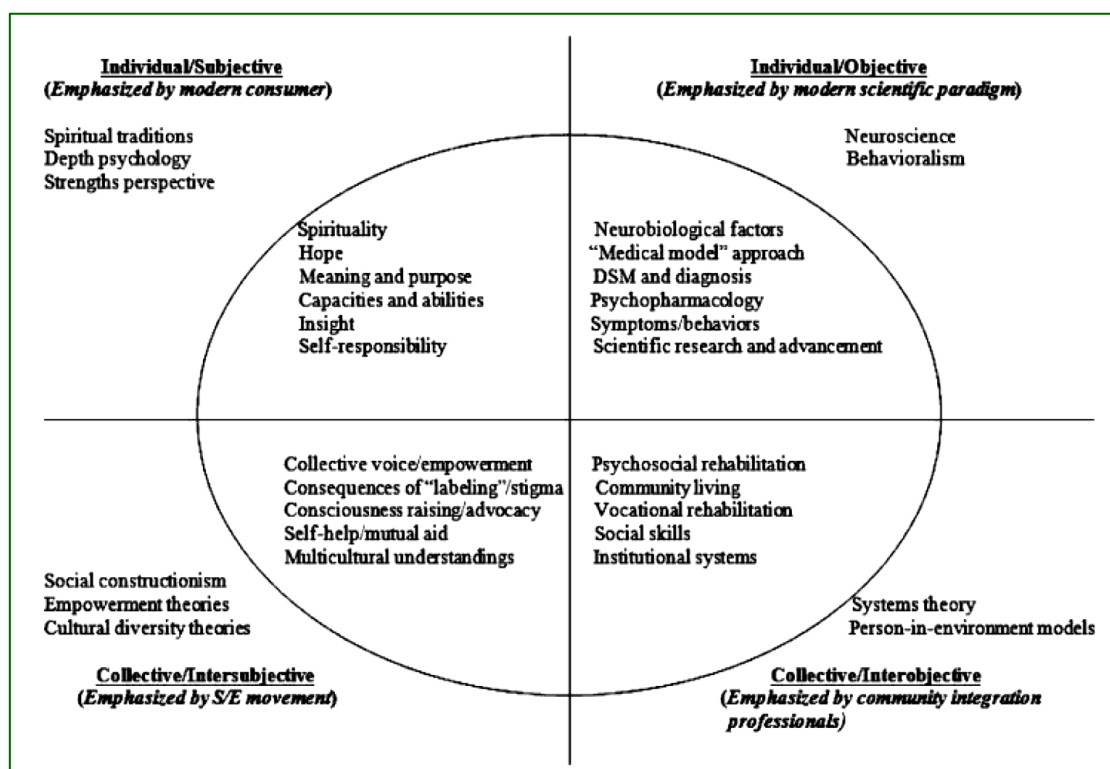 Individual/Subjective
(Emphasized by modern consumer)
Spiritual traditions
Depth psychology
Strengths perspective
Individual/Objective
(Emphasized by modern scientific paradigm)
Neuroscience
Behavioralism
Spirituality
Hope
Meaning and purpose
Capacities and abilities
Insight
Self-responsibility
Neurobiological factors
“Medical model” approach
DSM and diagnosis
Psychopharmacology
Symptoms/behaviors
Scientific research and advancement
Collective voice/empowerment
Consequences of “labeling”/stigma
Consciousness raising/advocacy
Self-help/mutual aid
Multicultural understandings
Psychosocial rehabilitation
Community living
Vocational rehabilitation
Social skills
Institutional systems
Social constructionism
Empowerment theories
Cultural diversity theories
Collective/Intersubjective
(Emphasized by S/E movement)
Systems theory
Person-in-environment models
Collective/Interobjective
(Emphasized by community integration
professionals)